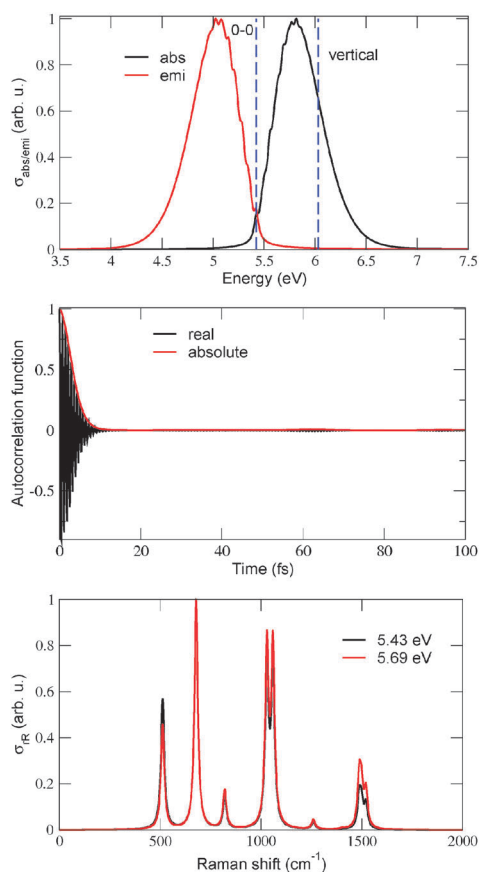 0-0
abs
emi
vertical
σabs/emi (arb. u.)
1
0.8
0.6
0.4
0.2
0
3.5 4 4.5 5 5.5 6 6.5 7 7.5
Energy (eV)
real
absolute
Autocorrelation function
1
0.5
0
-0.5
0 20 40 60 80 100
Time (fs)
5.43 eV
5.69 eV
σrR (arb. u.)
1
0.8
0.6
0.4
0.2
0
0 500 1000 1500 2000
Raman shift (cm⁻¹)